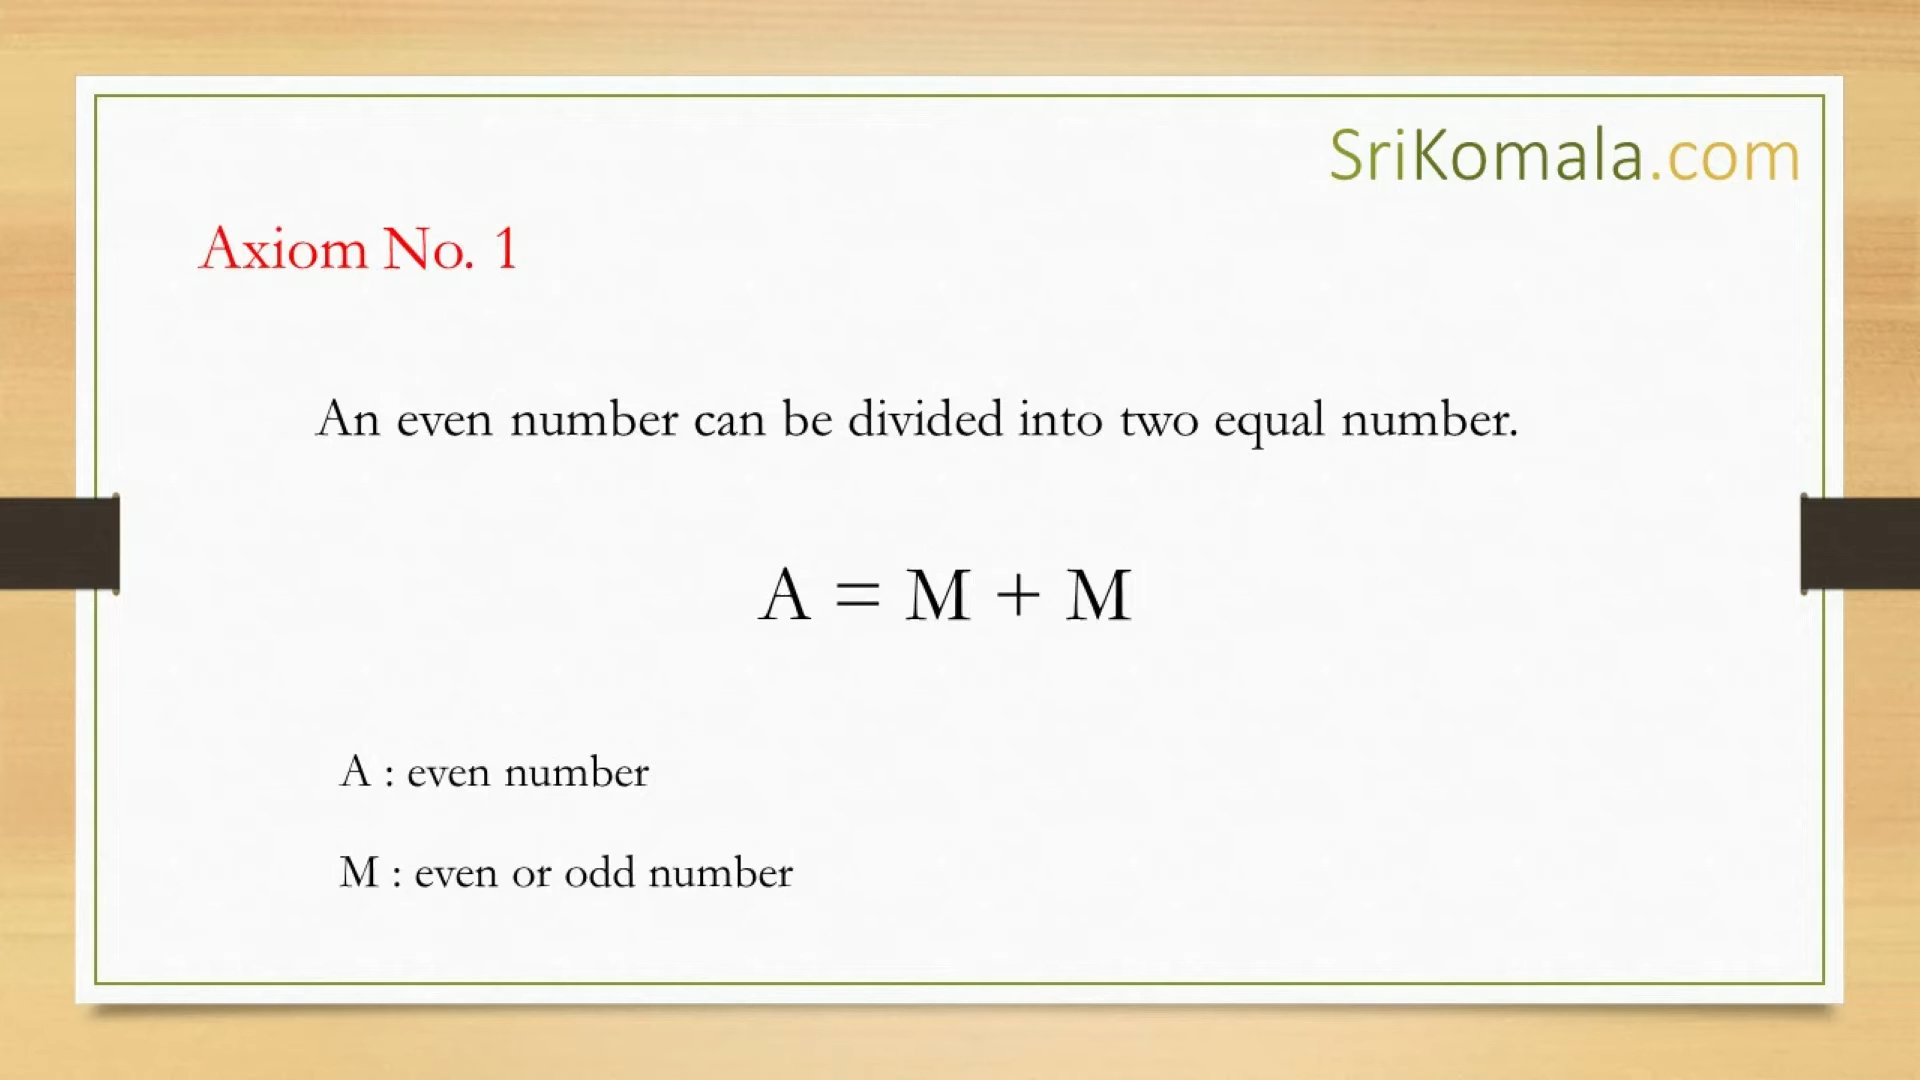 SriKomala.com
Axiom No. 1
An even number can be divided into two equal number.
A = M + M
A : even number
M : even or odd number